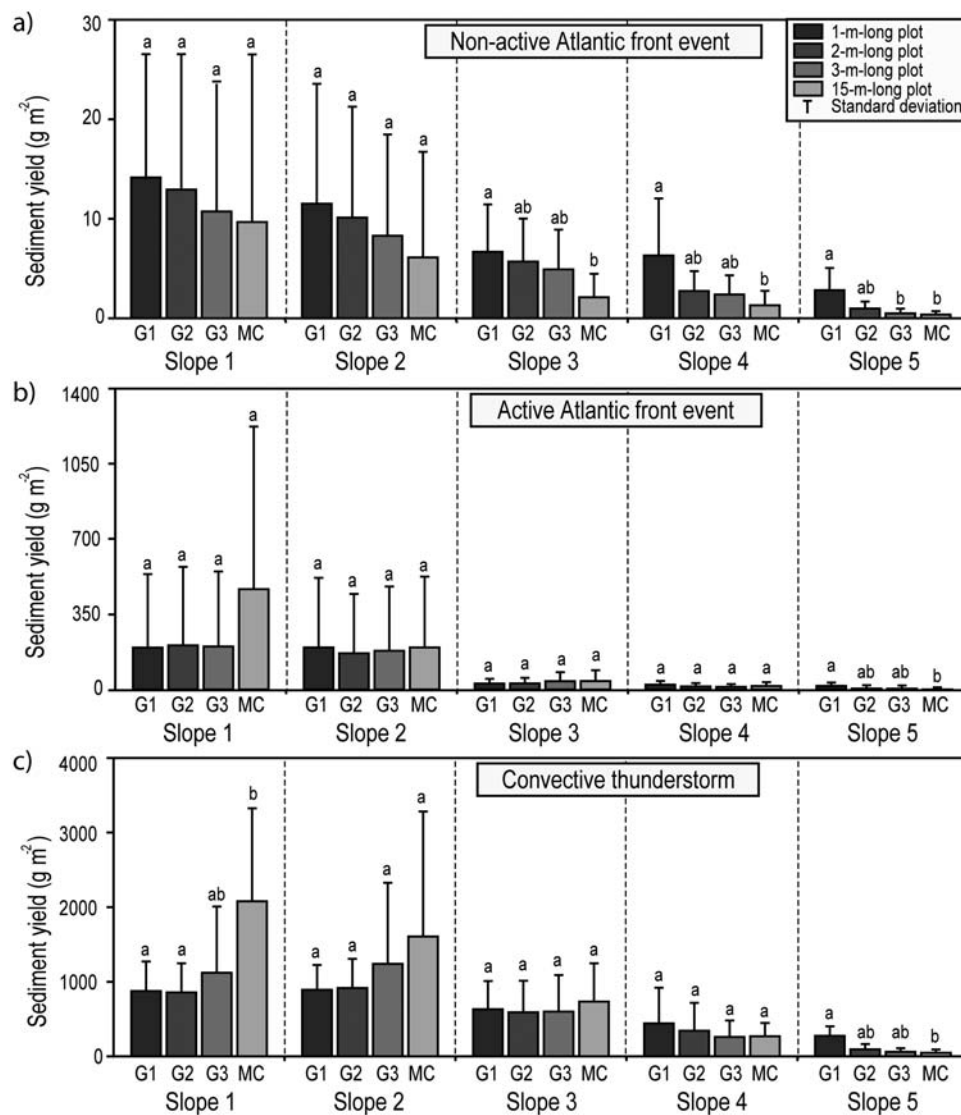 a)
Non-active Atlantic front event
1-m-long plot
2-m-long plot
3-m-long plot
15-m-long plot
Standard deviation
Sediment yield (g m⁻²)
30
20
10
0
a a a a a a a a a ab ab b a ab ab b a ab b b
G1 G2 G3 MC G1 G2 G3 MC G1 G2 G3 MC G1 G2 G3 MC G1 G2 G3 MC
Slope 1 Slope 2 Slope 3 Slope 4 Slope 5
b)
Active Atlantic front event
Sediment yield (g m⁻²)
1400
1050
700
350
0
a a a a a a a a a a a a a a a a a ab ab b
G1 G2 G3 MC G1 G2 G3 MC G1 G2 G3 MC G1 G2 G3 MC G1 G2 G3 MC
Slope 1 Slope 2 Slope 3 Slope 4 Slope 5
c)
Convective thunderstorm
Sediment yield (g m⁻²)
4000
3000
2000
1000
0
a a ab b a a a a a a a a a a a a a ab ab b
G1 G2 G3 MC G1 G2 G3 MC G1 G2 G3 MC G1 G2 G3 MC G1 G2 G3 MC
Slope 1 Slope 2 Slope 3 Slope 4 Slope 5